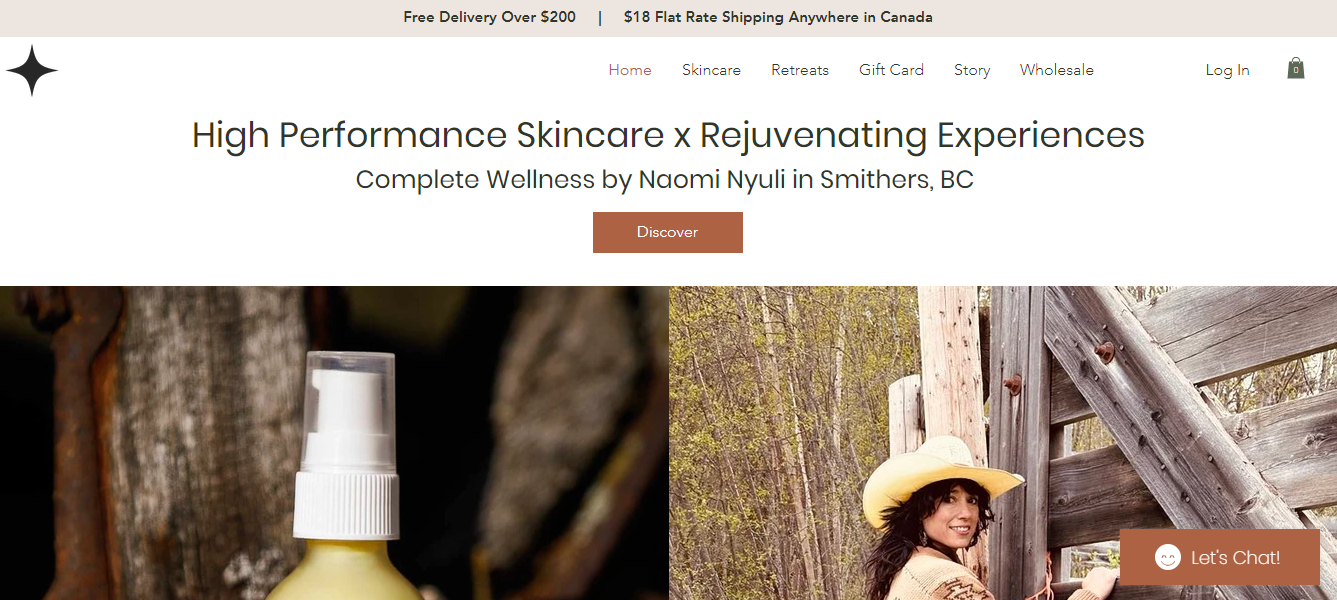 Free Delivery Over $200 | $18 Flat Rate Shipping Anywhere in Canada
Home Skincare Retreats Gift Card Story Wholesale Log In 0
High Performance Skincare x Rejuvenating Experiences
Complete Wellness by Naomi Nyuli in Smithers, BC
Discover
Let's Chat!